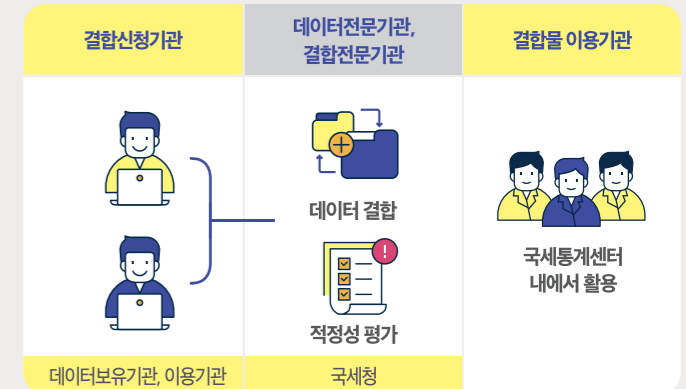 결합신청기관
데이터전문기관,
결합전문기관
결합물 이용기관
데이터 결합
적정성 평가
국세통계센터
내에서 활용
데이터보유기관, 이용기관
국세청